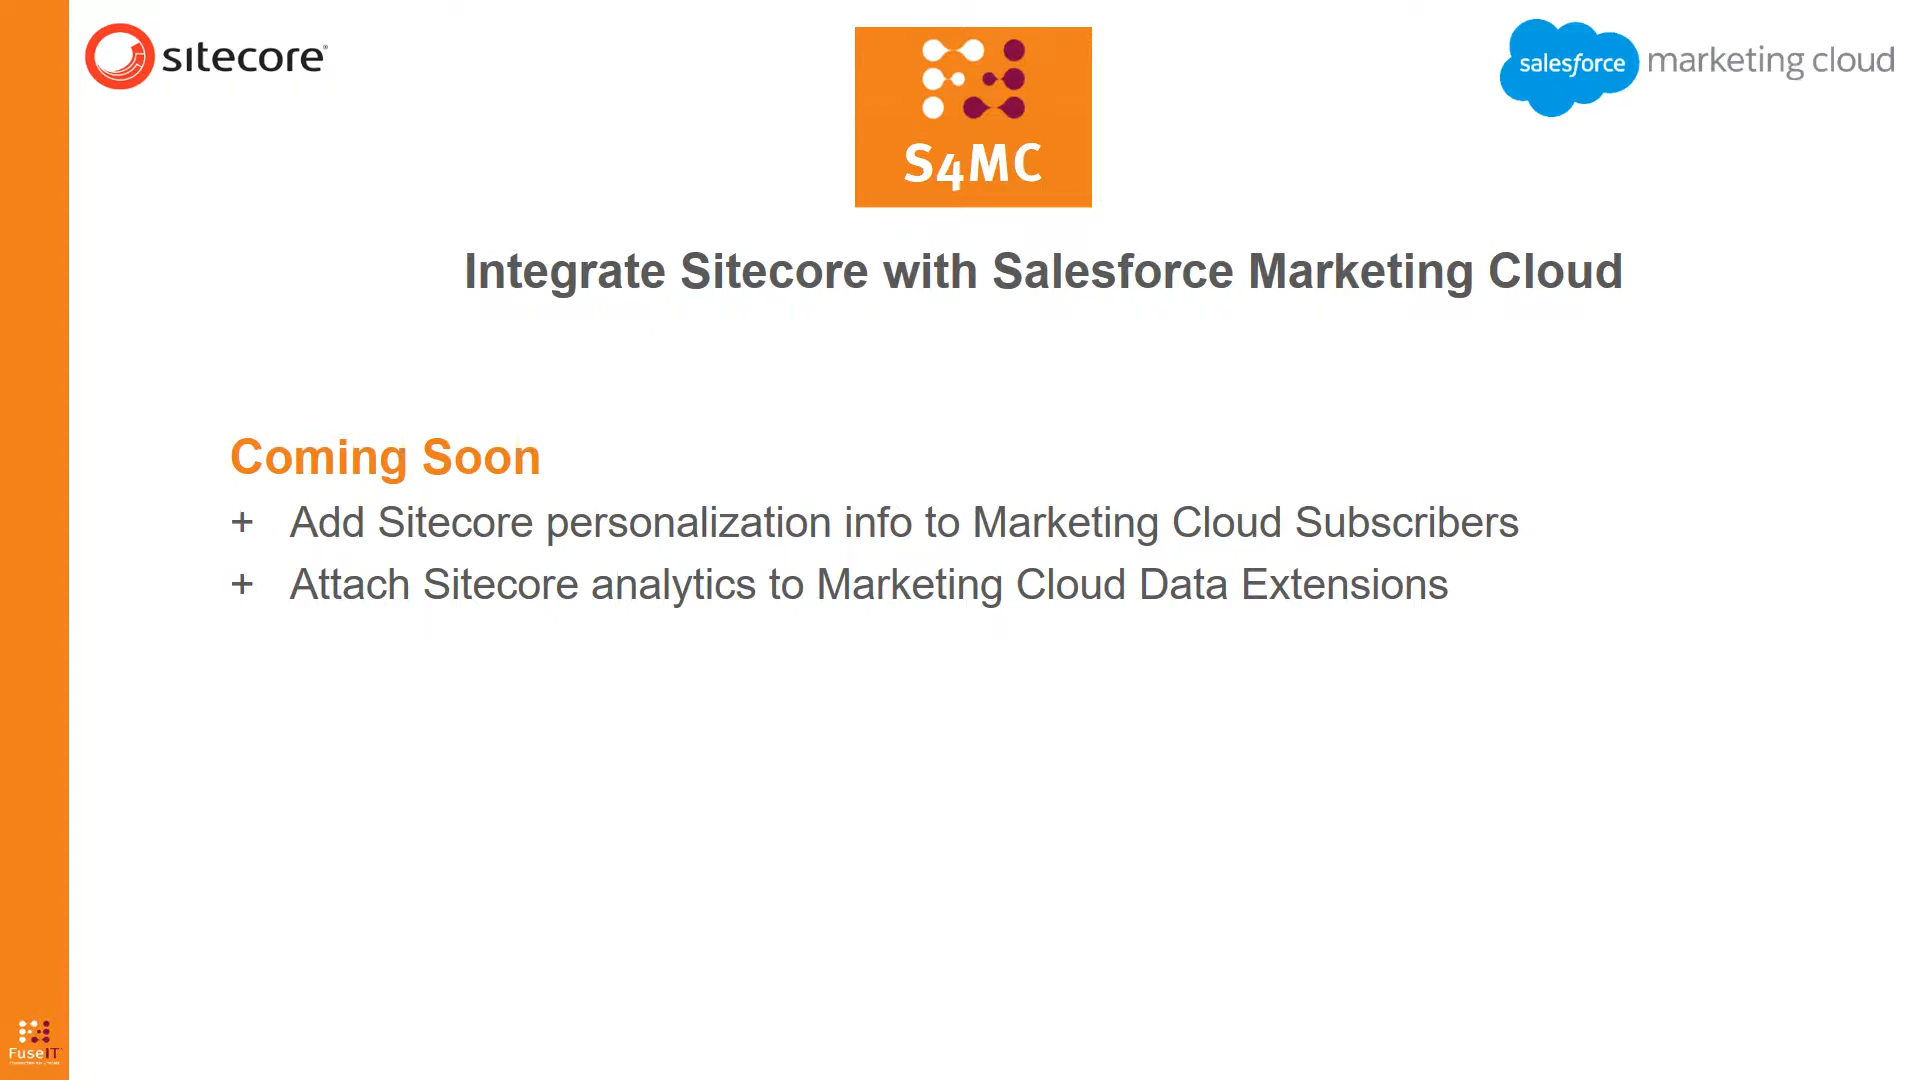 sitecore
S4MC
salesforce marketing cloud
Integrate Sitecore with Salesforce Marketing Cloud
Coming Soon
+ Add Sitecore personalization info to Marketing Cloud Subscribers
+ Attach Sitecore analytics to Marketing Cloud Data Extensions
FuseIT